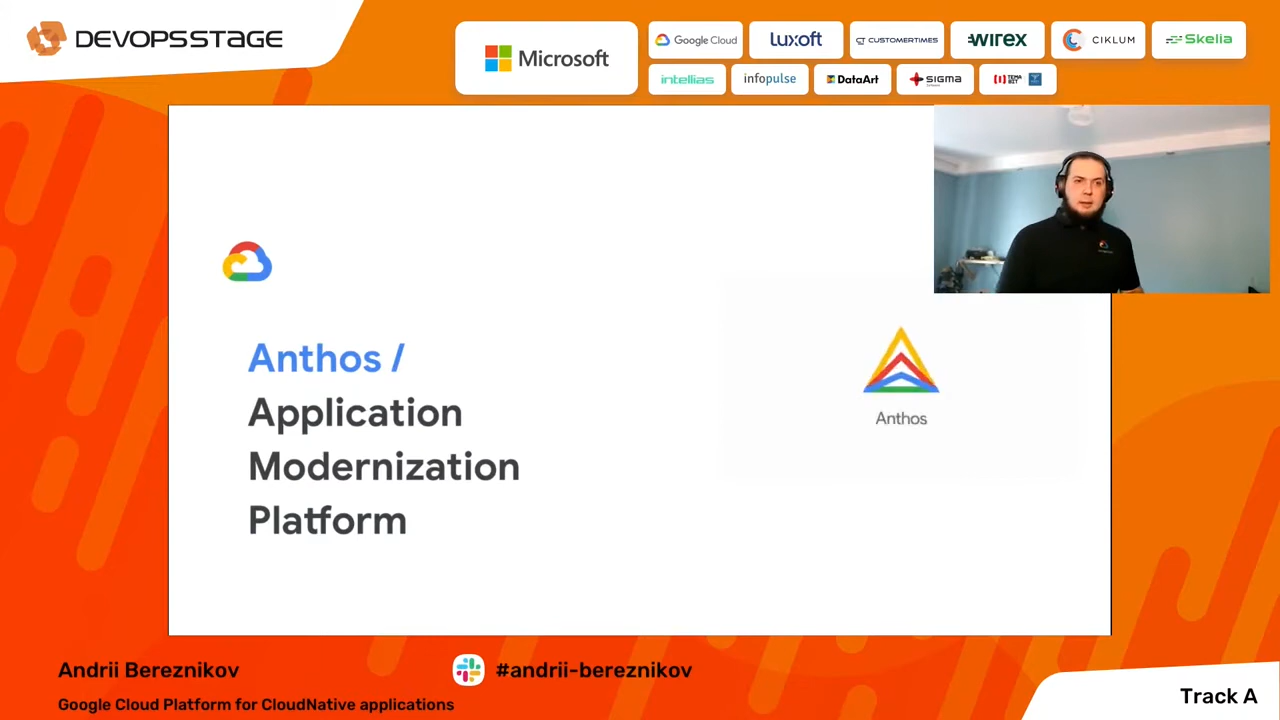 DEVOPSSTAGE
Microsoft
Google Cloud
luxoft
CUSTOMERTIMES
WIREX
CIKLUM
Skelia
intellias
infopulse
DataArt
SIGMA
Anthos /
Application
Modernization
Platform
Anthos
Andrii Bereznikov
#andrii-bereznikov
Google Cloud Platform for CloudNative applications
Track A